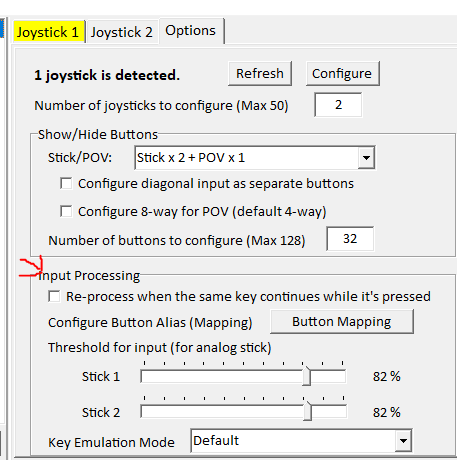 Joystick 1 Joystick 2 Options
1 joystick is detected. Refresh Configure
Number of joysticks to configure (Max 50) 2
Show/Hide Buttons
Stick/POV: Stick x 2 + POV x 1
Configure diagonal input as separate buttons
Configure 8-way for POV (default 4-way)
Number of buttons to configure (Max 128) 32
Input Processing
Re-process when the same key continues while it's pressed
Configure Button Alias (Mapping) Button Mapping
Threshold for input (for analog stick)
Stick 1 82 %
Stick 2 82 %
Key Emulation Mode Default